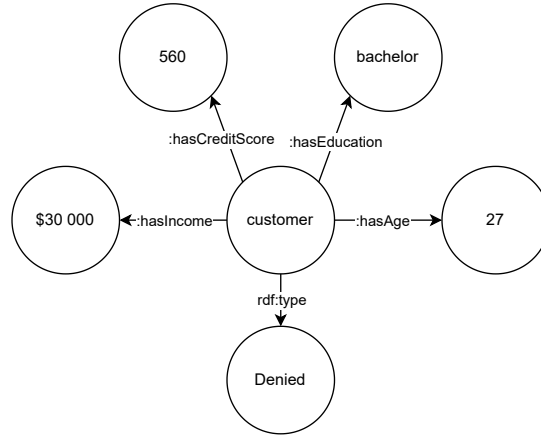 560
bachelor
:hasCreditScore
:hasEducation
$30 000
:hasIncome
customer
:hasAge
27
rdf:type
Denied